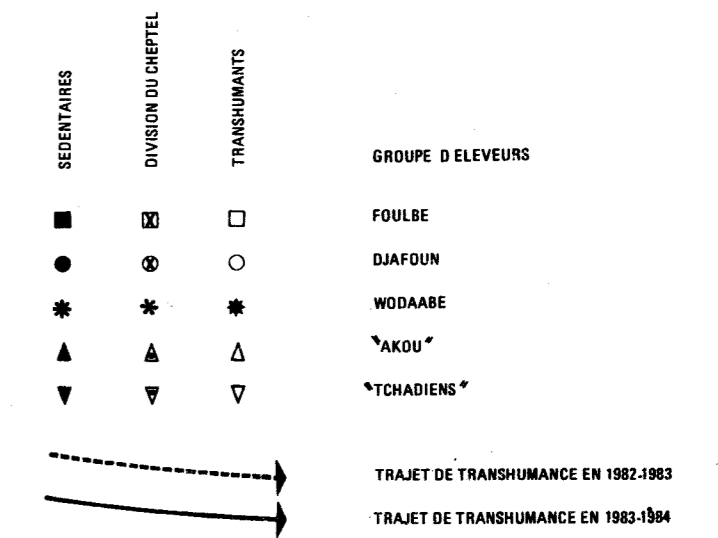 SEDENTAIRES
DIVISION DU CHEPTEL
TRANSHUMANTS
GROUPE D ELEVEURS
FOULBE
DJAFOUN
WODAABE
"AKOU"
"TCHADIENS"
TRAJET DE TRANSHUMANCE EN 1982-1983
TRAJET DE TRANSHUMANCE EN 1983-1984